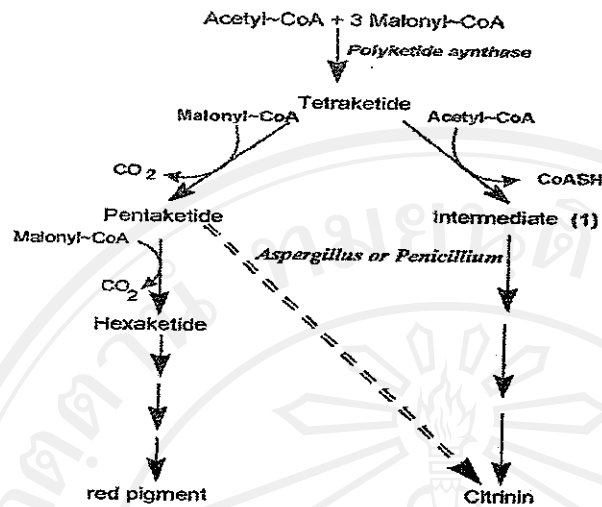 Acetyl~CoA + 3 Malonyl~CoA
Polyketide synthase
Tetraketide
Malonyl~CoA
Acetyl~CoA
CO2
CoASH
Pentaketide
Intermediate (1)
Malonyl~CoA
Aspergillus or Penicillium
CO2
Hexaketide
red pigment
Citrinin